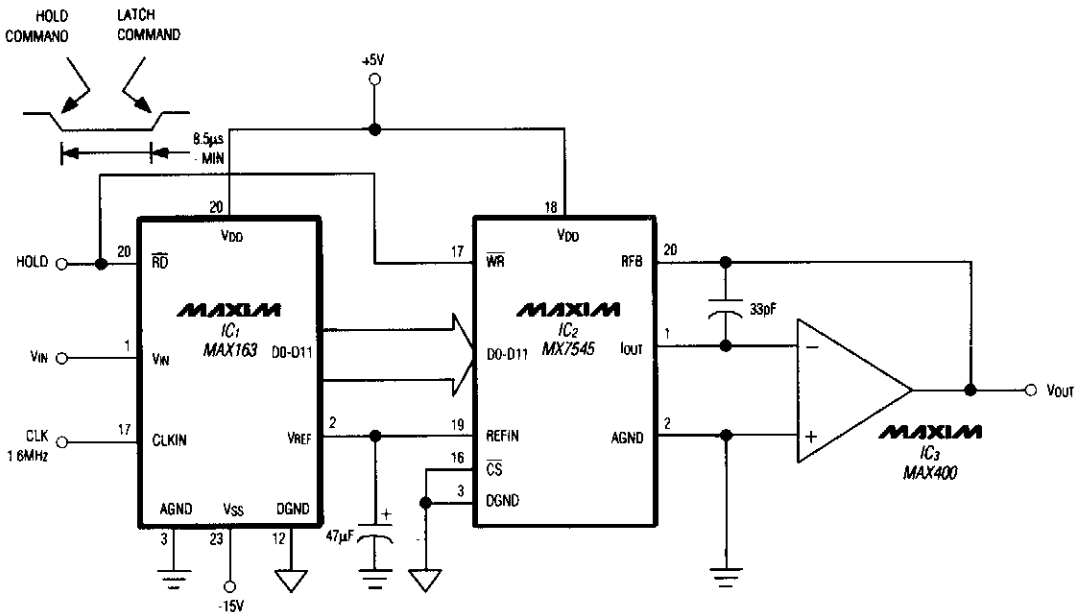 HOLD
COMMAND
LATCH
COMMAND
8.5µs
MIN
+5V
20
VDD
HOLD
20
RD
MAXIM
IC1
MAX163
VIN
1
VIN
D0-D11
CLK
1 6MHz
17
CLKIN
VREF
2
AGND
VSS
DGND
3
23
12
-15V
47µF
+
18
VDD
17
WR
RFB
20
MAXIM
IC2
MX7545
D0-D11
IOUT
1
19
REFIN
AGND
2
16
CS
3
DGND
33pF
−
+
VOUT
MAXIM
IC3
MAX400